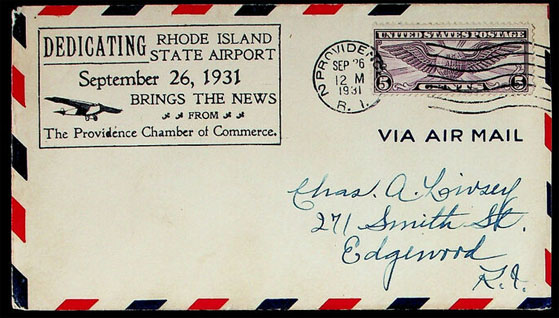 DEDICATING RHODE ISLAND
STATE AIRPORT
September 26, 1931
BRINGS THE NEWS
FROM
The Providence Chamber of Commerce.
PROVIDENCE
2
SEP 26
12 M
1931
R. I.
UNITED STATES POSTAGE
5 CENTS 5
VIA AIR MAIL
Chas. A. Livsey
271 Smith St.
Edgewood
R.I.